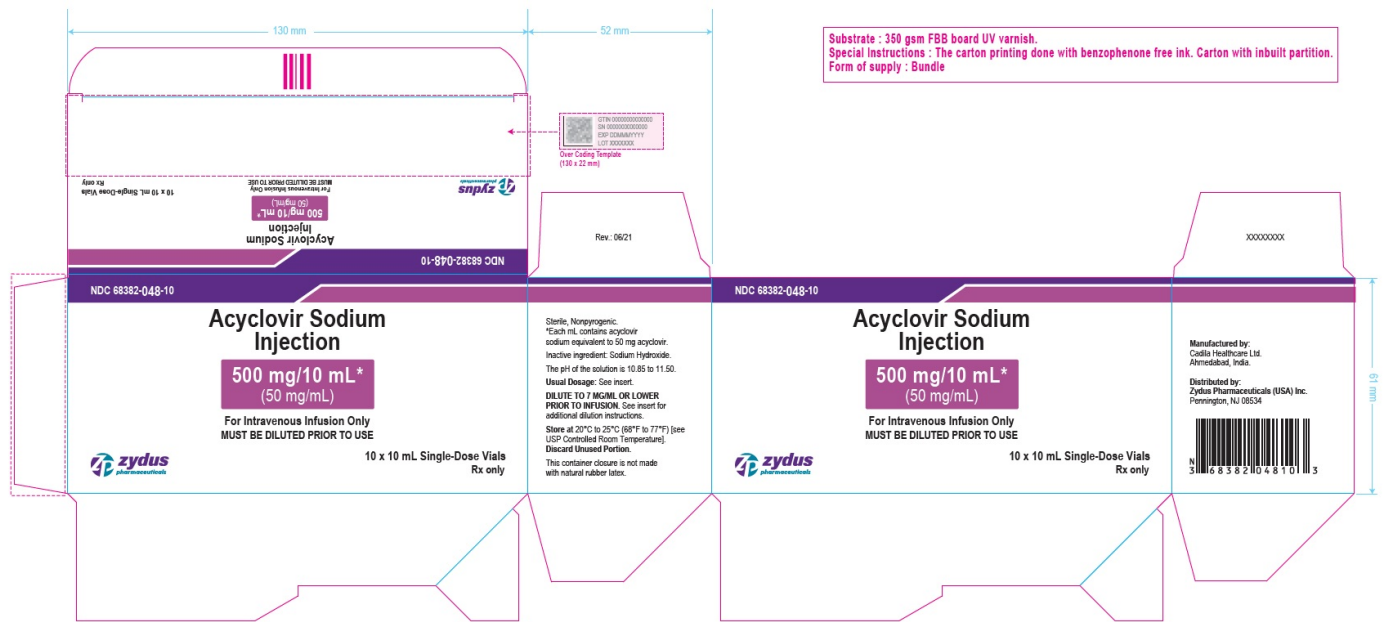 130 mm
52 mm
Substrate : 350 gsm FBB board UV varnish.
Special Instructions : The carton printing done with benzophenone free ink. Carton with inbuilt partition.
Form of supply : Bundle
GTIN 00000000000000
SN 00000000000000
EXP DDMMMYYYY
LOT XXXXXXX
Over Coding Template
(130 x 22 mm)
NDC 68382-048-10
Acyclovir Sodium
Injection
500 mg/10 mL*
(50 mg/mL)
For Intravenous Infusion Only
MUST BE DILUTED PRIOR TO USE
zydus
pharmaceuticals
10 x 10 mL Single-Dose Vials
Rx only
Rev.: 06/21
XXXXXXXX
NDC 68382-048-10
Acyclovir Sodium
Injection
500 mg/10 mL*
(50 mg/mL)
For Intravenous Infusion Only
MUST BE DILUTED PRIOR TO USE
zydus
pharmaceuticals
10 x 10 mL Single-Dose Vials
Rx only
Sterile, Nonpyrogenic.
*Each mL contains acyclovir
sodium equivalent to 50 mg acyclovir.
Inactive ingredient: Sodium Hydroxide.
The pH of the solution is 10.85 to 11.50.
Usual Dosage: See insert.
DILUTE TO 7 MG/ML OR LOWER
PRIOR TO INFUSION. See insert for
additional dilution instructions.
Store at 20°C to 25°C (68°F to 77°F) [see
USP Controlled Room Temperature].
Discard Unused Portion.
This container closure is not made
with natural rubber latex.
NDC 68382-048-10
Acyclovir Sodium
Injection
500 mg/10 mL*
(50 mg/mL)
For Intravenous Infusion Only
MUST BE DILUTED PRIOR TO USE
zydus
pharmaceuticals
10 x 10 mL Single-Dose Vials
Rx only
Manufactured by:
Cadila Healthcare Ltd.
Ahmedabad, India.
Distributed by:
Zydus Pharmaceuticals (USA) Inc.
Pennington, NJ 08534
N
3 68382 04810 3
61 mm